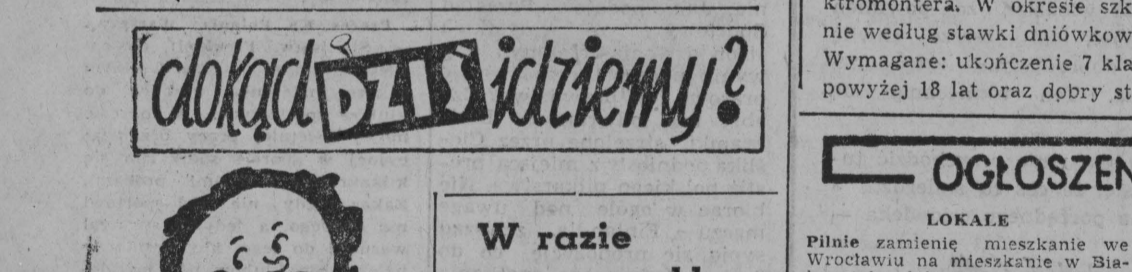 dokąd DZIŚ idziemy?
W razie
ktromontera. W okresie szk
nie według stawki dniówkow
Wymagane: ukończenie 7 kla
powyżej 18 lat oraz dobry st
OGŁOSZEN
LOKALE
Pilnie zamienię mieszkanie we
Wrocławiu na mieszkanie w Bia-